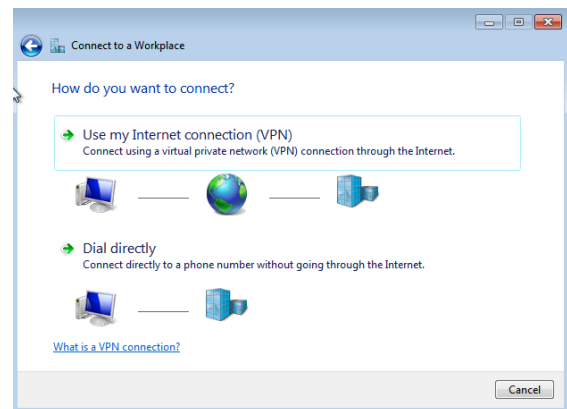 Connect to a Workplace
How do you want to connect?
Use my Internet connection (VPN)
Connect using a virtual private network (VPN) connection through the Internet.
Dial directly
Connect directly to a phone number without going through the Internet.
What is a VPN connection?
Cancel